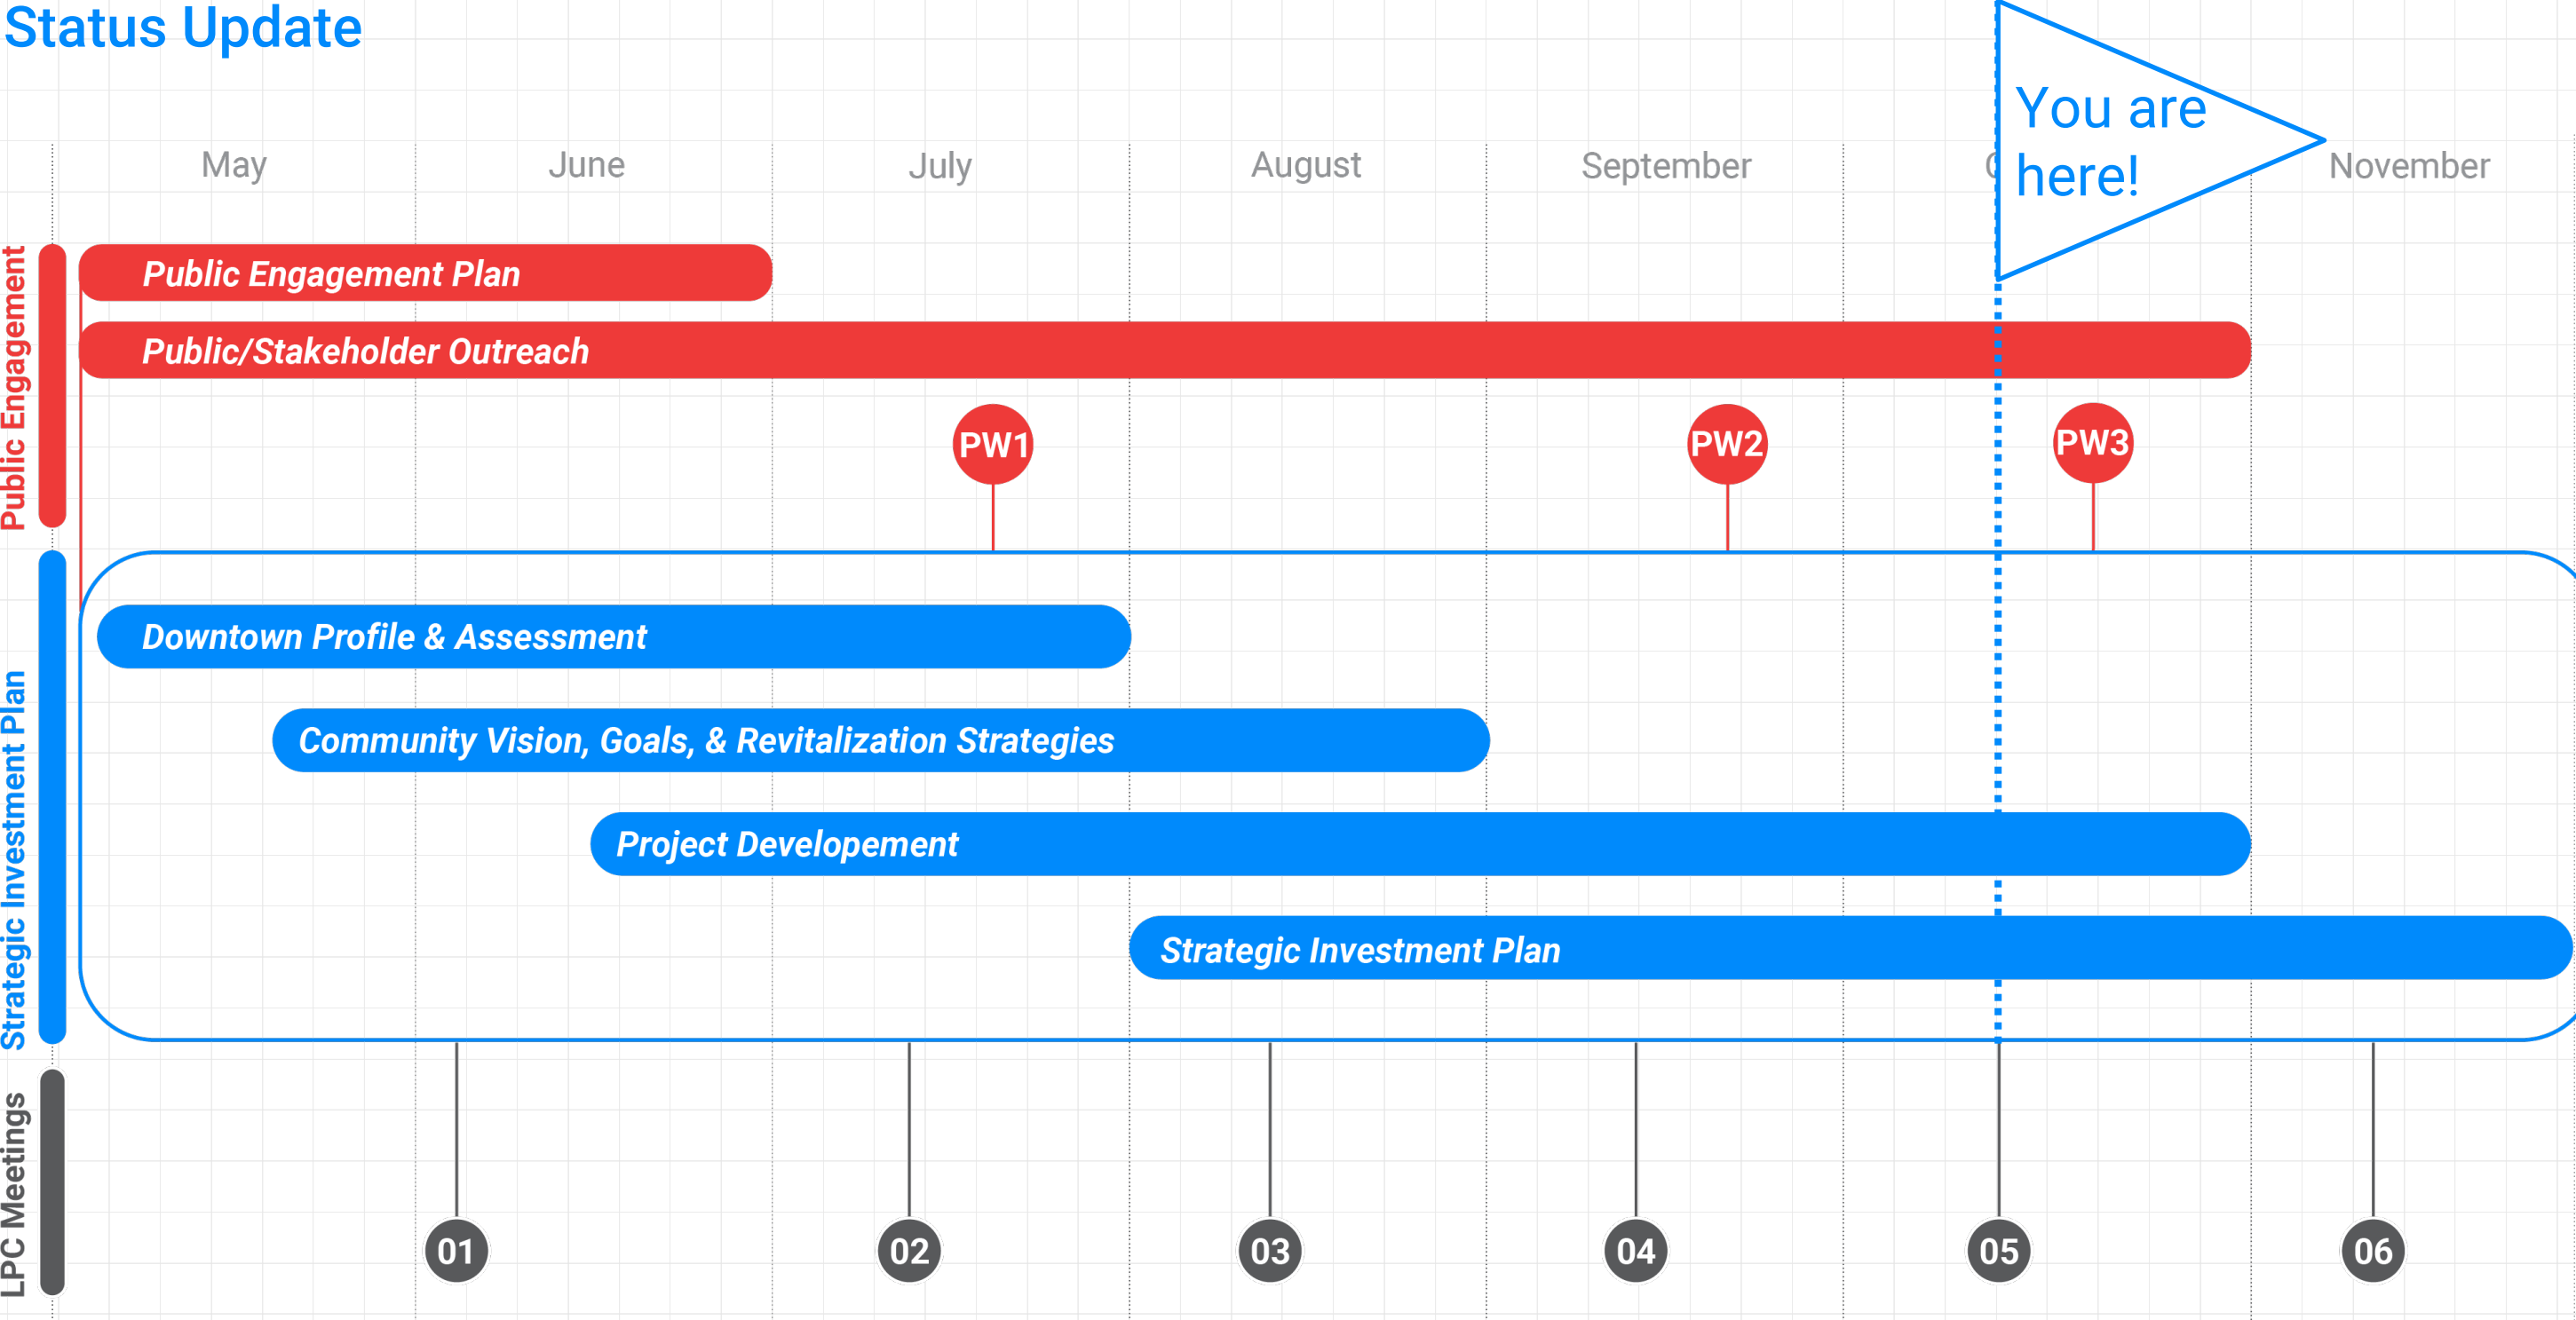 Status Update
You are
here!
May
June
July
August
September
November
Public Engagement
Public Engagement Plan
Public/Stakeholder Outreach
PW1
PW2
PW3
Strategic Investment Plan
Downtown Profile & Assessment
Community Vision, Goals, & Revitalization Strategies
Project Developement
Strategic Investment Plan
LPC Meetings
01
02
03
04
05
06